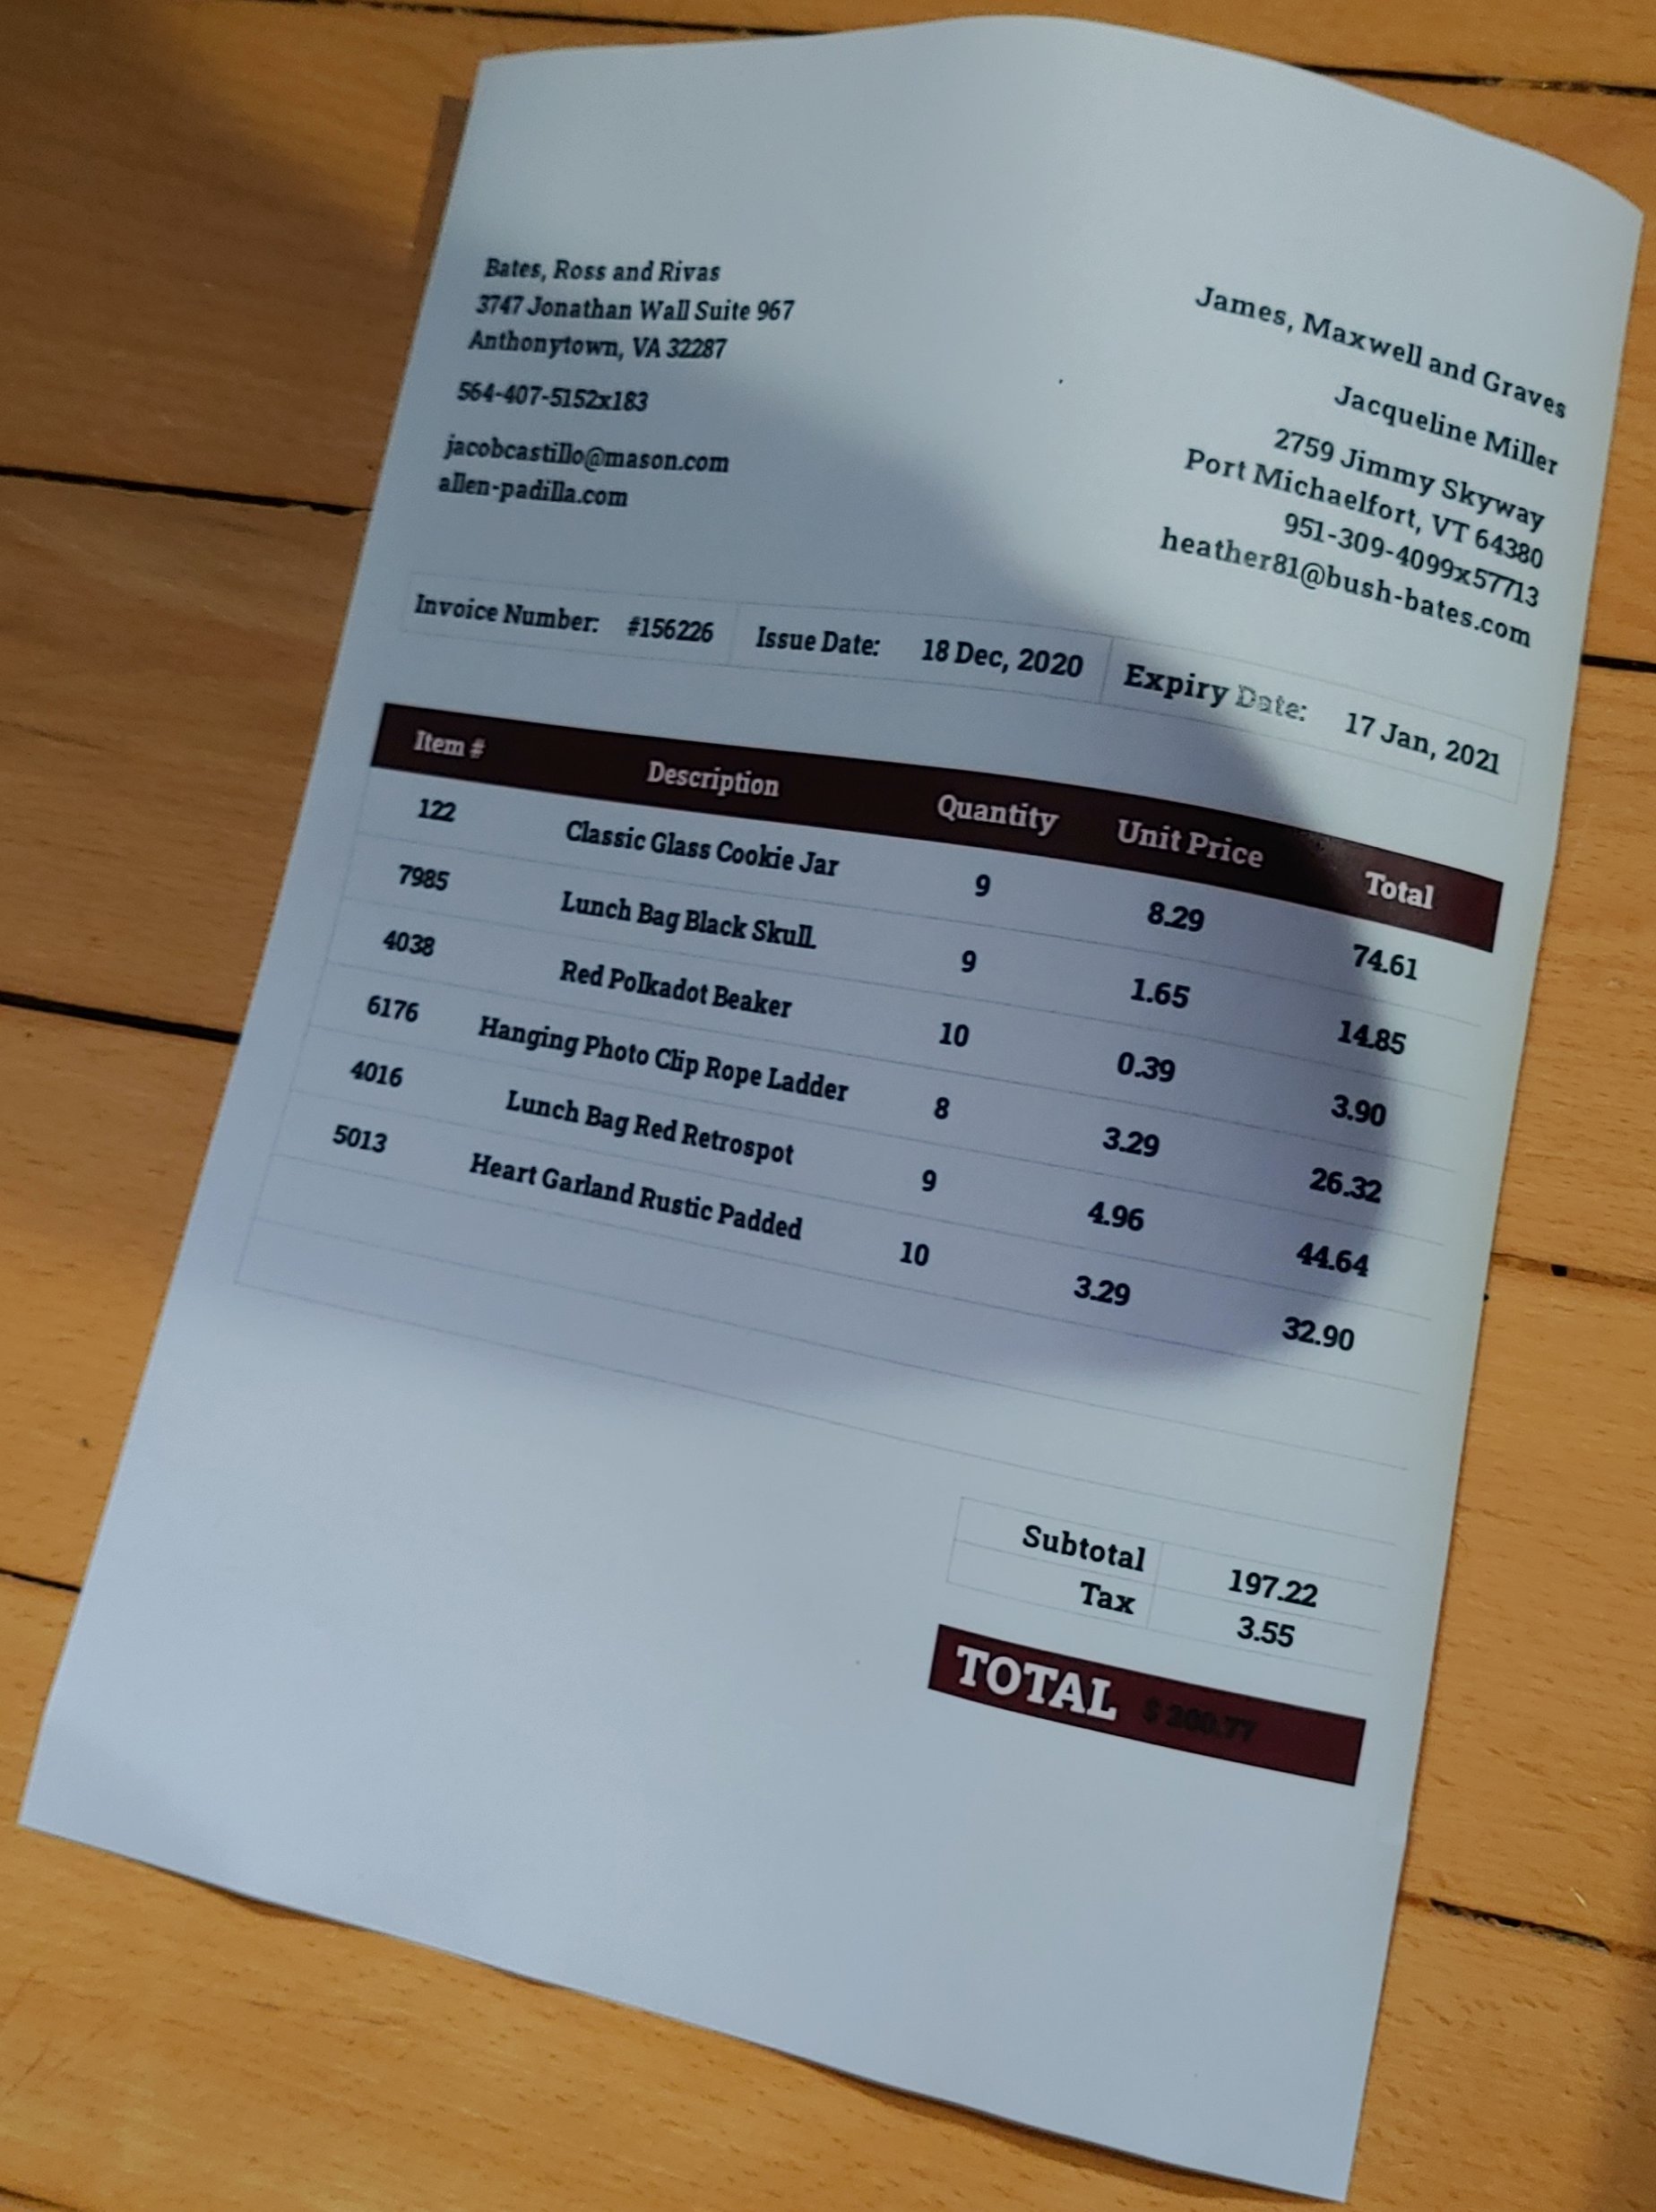 Bates, Ross and Rivas
3747 Jonathan Wall Suite 967
Anthonytown, VA 32287
564-407-5152x183
jacobcastillo@mason.com
allen-padilla.com
James, Maxwell and Graves
Jacqueline Miller
2759 Jimmy Skyway
Port Michaelfort, VT 64380
951-309-4099x57713
heather81@bush-bates.com
Invoice Number: #156226 Issue Date: 18 Dec, 2020 Expiry Date: 17 Jan, 2021
Item # Description Quantity Unit Price Total
122 Classic Glass Cookie Jar 9 8.29 74.61
7985 Lunch Bag Black Skull. 9 1.65 14.85
4038 Red Polkadot Beaker 10 0.39 3.90
6176 Hanging Photo Clip Rope Ladder 8 3.29 26.32
4016 Lunch Bag Red Retrospot 9 4.96 44.64
5013 Heart Garland Rustic Padded 10 3.29 32.90
Subtotal 197.22
Tax 3.55
TOTAL $ 200.77